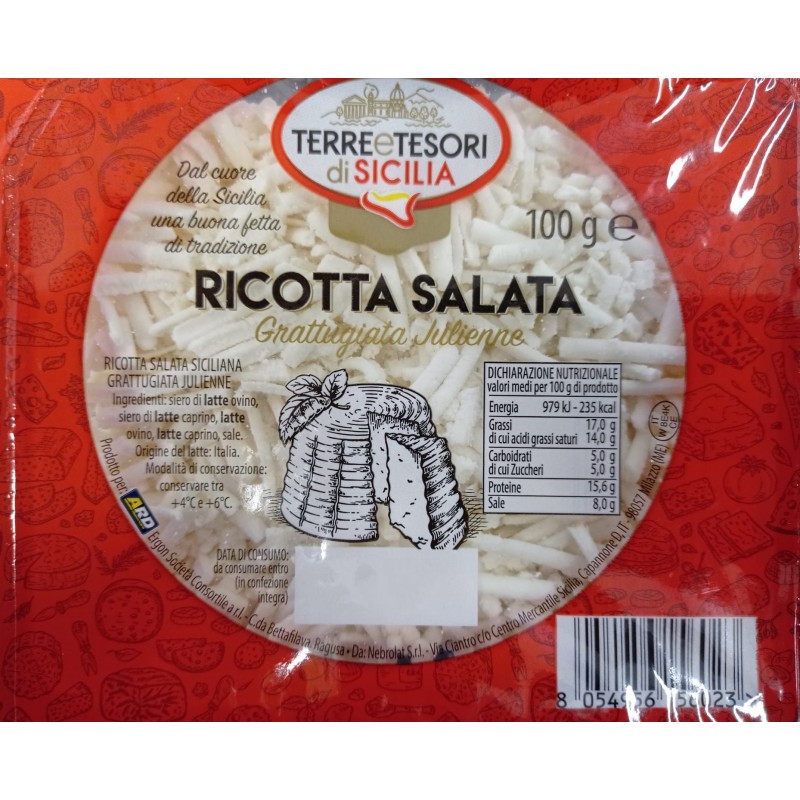 TERREeTESORI
di SICILIA
Dal cuore
della Sicilia
una buona fetta
di tradizione
100 g e
RICOTTA SALATA
Grattugiata Julienne
RICOTTA SALATA SICILIANA
GRATTUGIATA JULIENNE
Ingredienti: siero di latte ovino,
siero di latte caprino, latte
ovino, latte caprino, sale.
Origine del latte: Italia.
Modalità di conservazione:
conservare tra
+4°C e +6°C.
DICHIARAZIONE NUTRIZIONALE
valori medi per 100 g di prodotto
Energia 979 kJ - 235 kcal
Grassi 17,0 g
di cui acidi grassi saturi 14,0 g
Carboidrati 5,0 g
di cui Zuccheri 5,0 g
Proteine 15,6 g
Sale 8,0 g
IT
W 8E4K
CE
DATA DI CONSUMO:
da consumare entro
(in confezione
integra)
Prodotto per: ARD Ergon Società Consortile a r.l. - C.da Bettafilava, Ragusa • Da: Nebrolat S.r.l. - Via Ciantro c/o Centro Mercantile Sicilia, Capannone D, IT- 98057 Milazzo (ME)